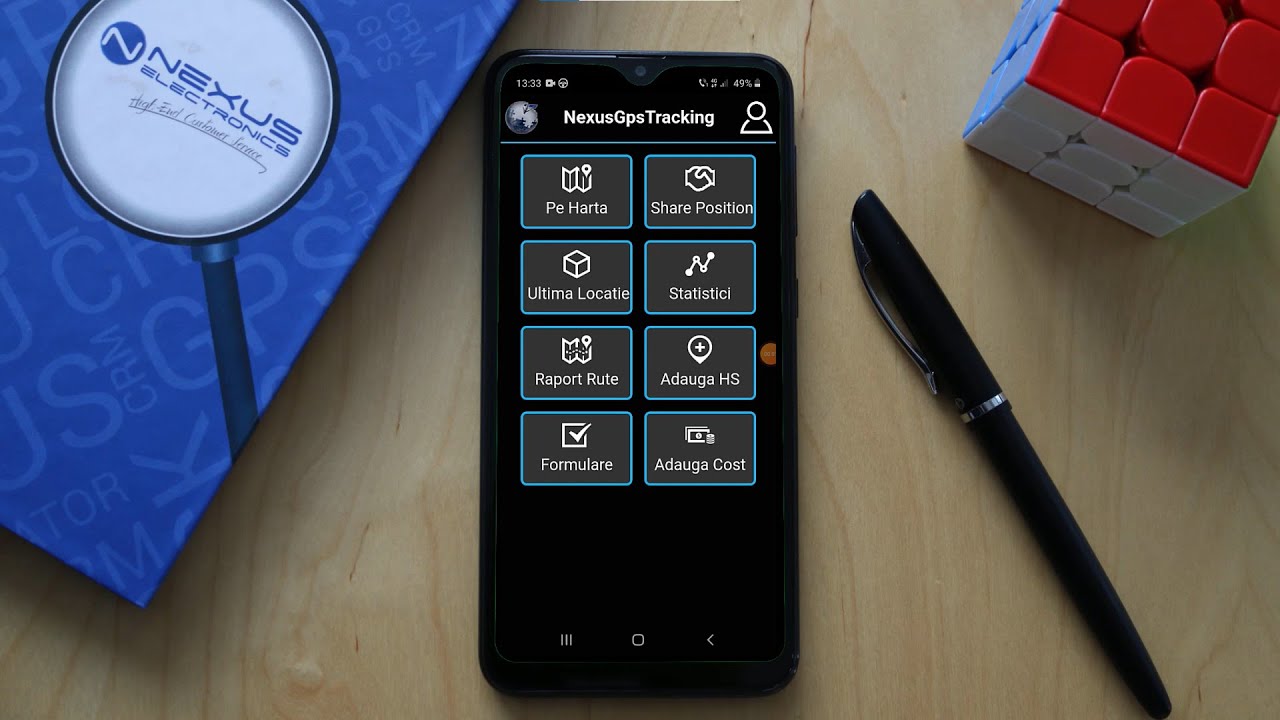 NEXUS
ELECTRONICS
High-End Customer Service
CRM
GPS
CRM
GPS
CRM
13:33
49%
NexusGpsTracking
Pe Harta
Share Position
Ultima Locatie
Statistici
Raport Rute
Adauga HS
Formulare
Adauga Cost